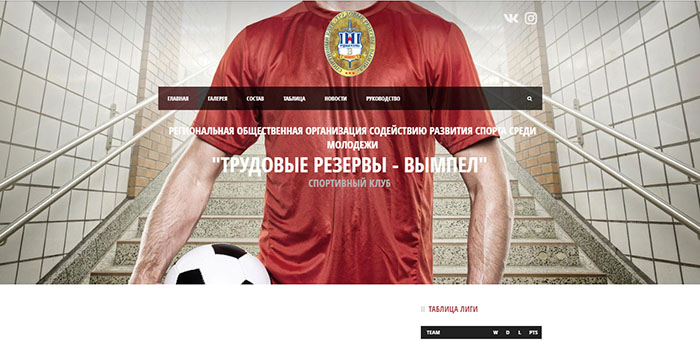 ГЛАВНАЯ ГАЛЕРЕЯ СОСТАВ ТАБЛИЦА НОВОСТИ РУКОВОДСТВО
РЕГИОНАЛЬНАЯ ОБЩЕСТВЕННАЯ ОРГАНИЗАЦИЯ СОДЕЙСТВИЮ РАЗВИТИЯ СПОРТА СРЕДИ
МОЛОДЕЖИ
"ТРУДОВЫЕ РЕЗЕРВЫ - ВЫМПЕЛ"
СПОРТИВНЫЙ КЛУБ
ТАБЛИЦА ЛИГИ
TEAM W D L PTS